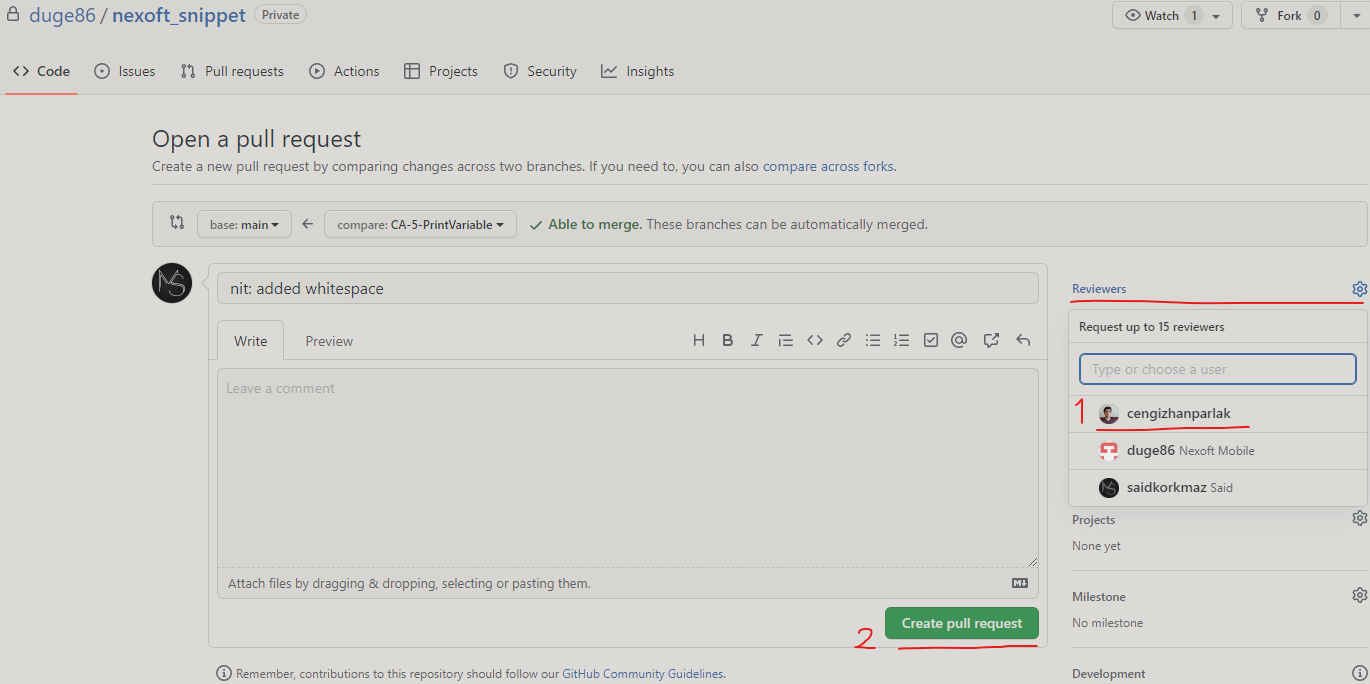 duge86 / nexoft_snippet Private Watch 1 Fork 0
Code Issues Pull requests Actions Projects Security Insights
Open a pull request
Create a new pull request by comparing changes across two branches. If you need to, you can also compare across forks.
base: main compare: CA-5-PrintVariable Able to merge. These branches can be automatically merged.
MS
nit: added whitespace
Write Preview
H B I
Leave a comment
Attach files by dragging & dropping, selecting or pasting them.
2 Create pull request
Remember, contributions to this repository should follow our GitHub Community Guidelines.
Reviewers
Request up to 15 reviewers
Type or choose a user
1 cengizhanparlak
duge86 Nexoft Mobile
saidkorkmaz Said
Projects
None yet
Milestone
No milestone
Development